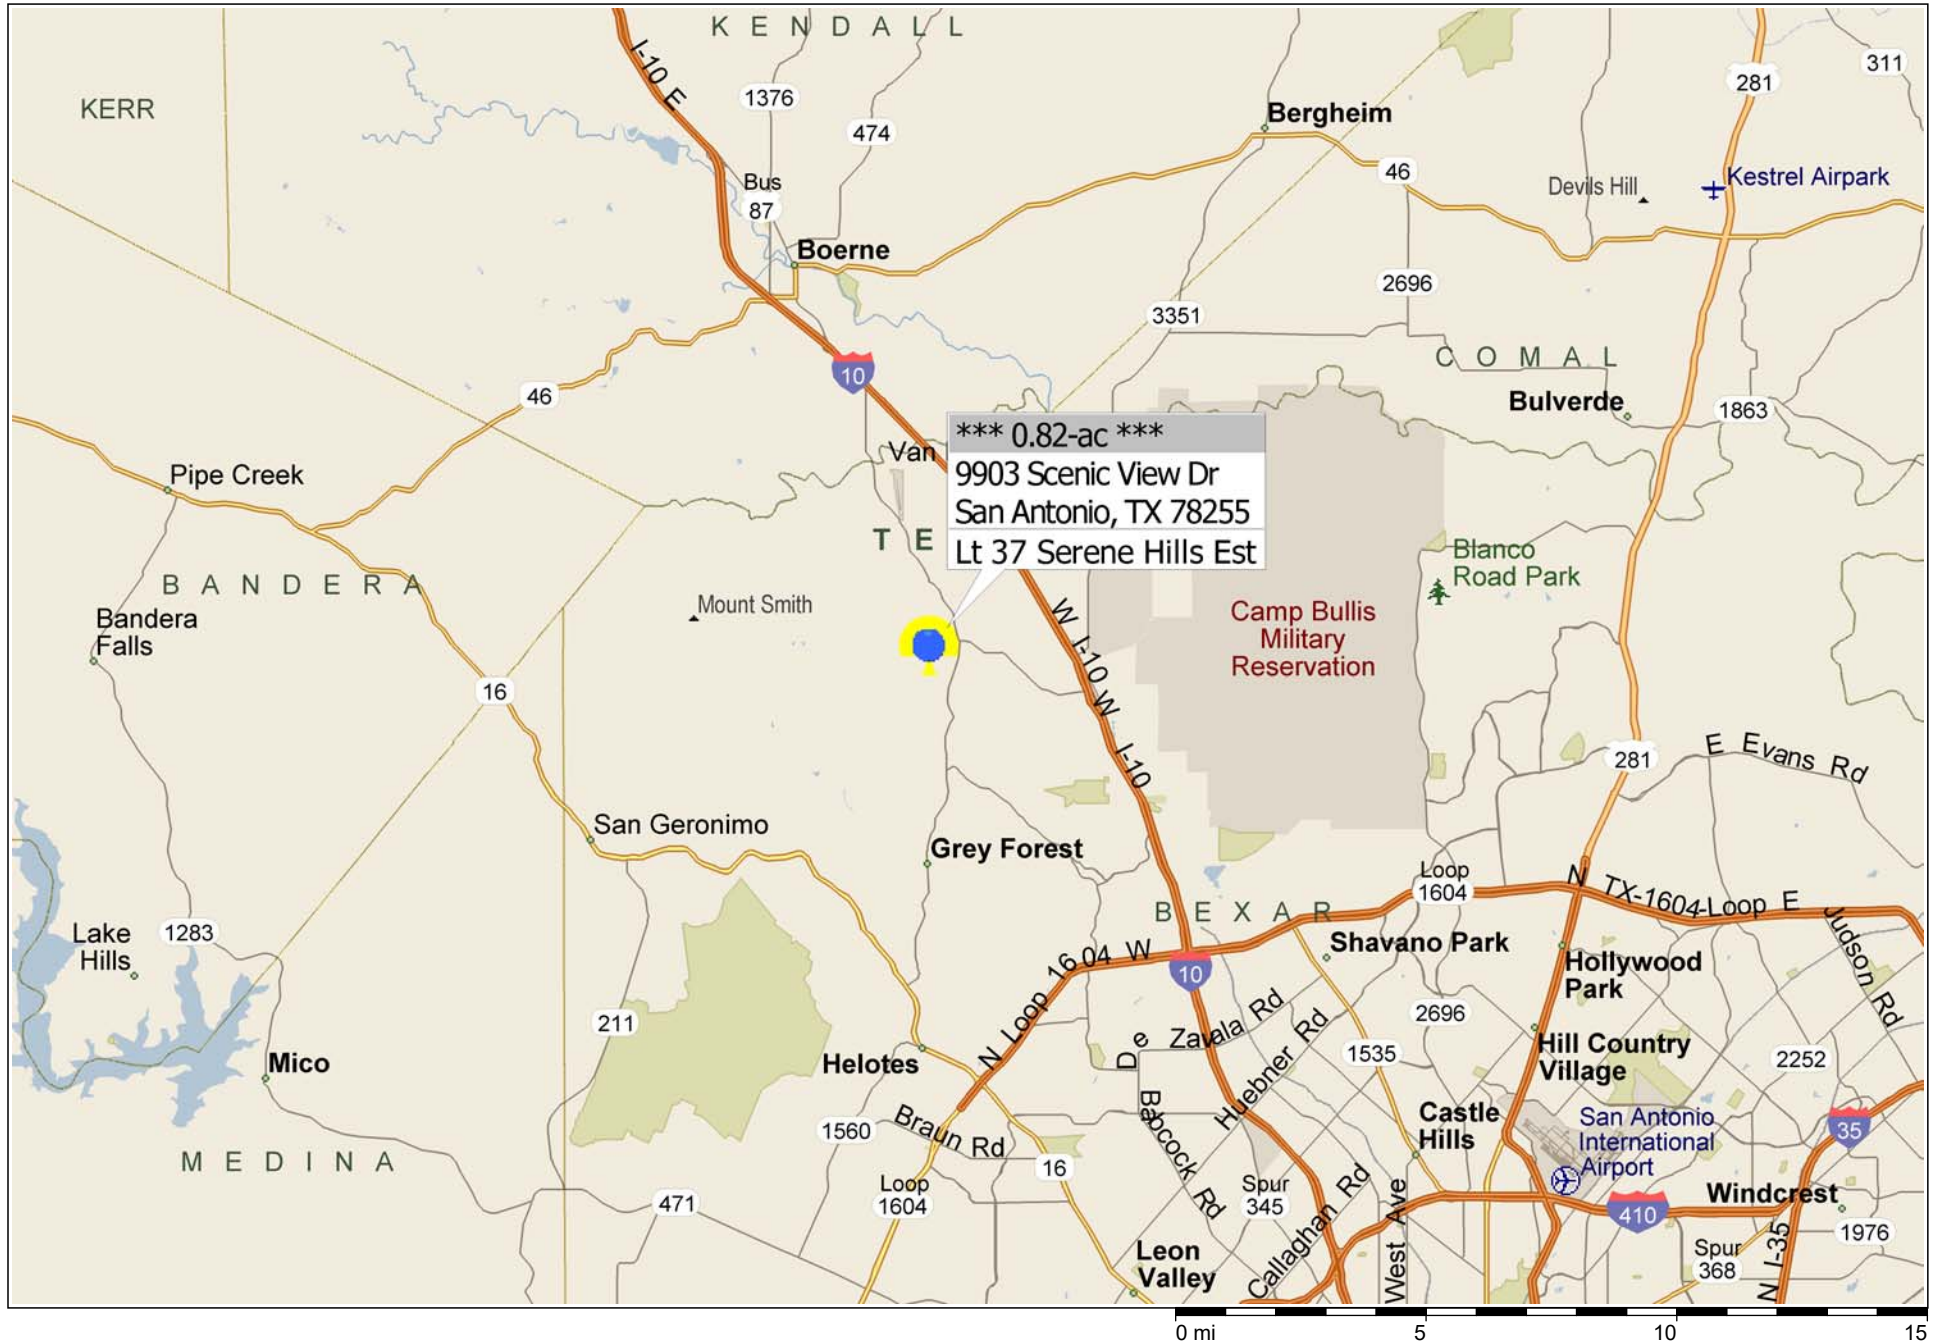 KENDALL
KERR
I-10 E
1376
474
Bergheim
281
311
Bus
87
46
Devils Hill
Kestrel Airpark
Boerne
2696
3351
10
COMAL
46
Bulverde
1863
*** 0.82-ac ***
Van
9903 Scenic View Dr
San Antonio, TX 78255
Lt 37 Serene Hills Est
Pipe Creek
TE
Blanco
Road Park
BANDERA
Mount Smith
Camp Bullis
Military
Reservation
Bandera
Falls
W I-10
W I-10
16
281
E Evans Rd
San Geronimo
Grey Forest
Loop
1604
N TX-1604-Loop E
BEXAR
Judson Rd
Lake
Hills
1283
N Loop 1604 W
Shavano Park
10
Hollywood
Park
211
De Zavala Rd
Huebner Rd
2696
1535
Hill Country
Village
2252
Mico
Helotes
Babcock Rd
Castle
Hills
San Antonio
International
Airport
35
1560
Braun Rd
16
MEDINA
471
Loop
1604
Spur
345
Callaghan Rd
West Ave
410
Windcrest
1976
Leon
Valley
Spur
368
N I-35
0 mi
5
10
15